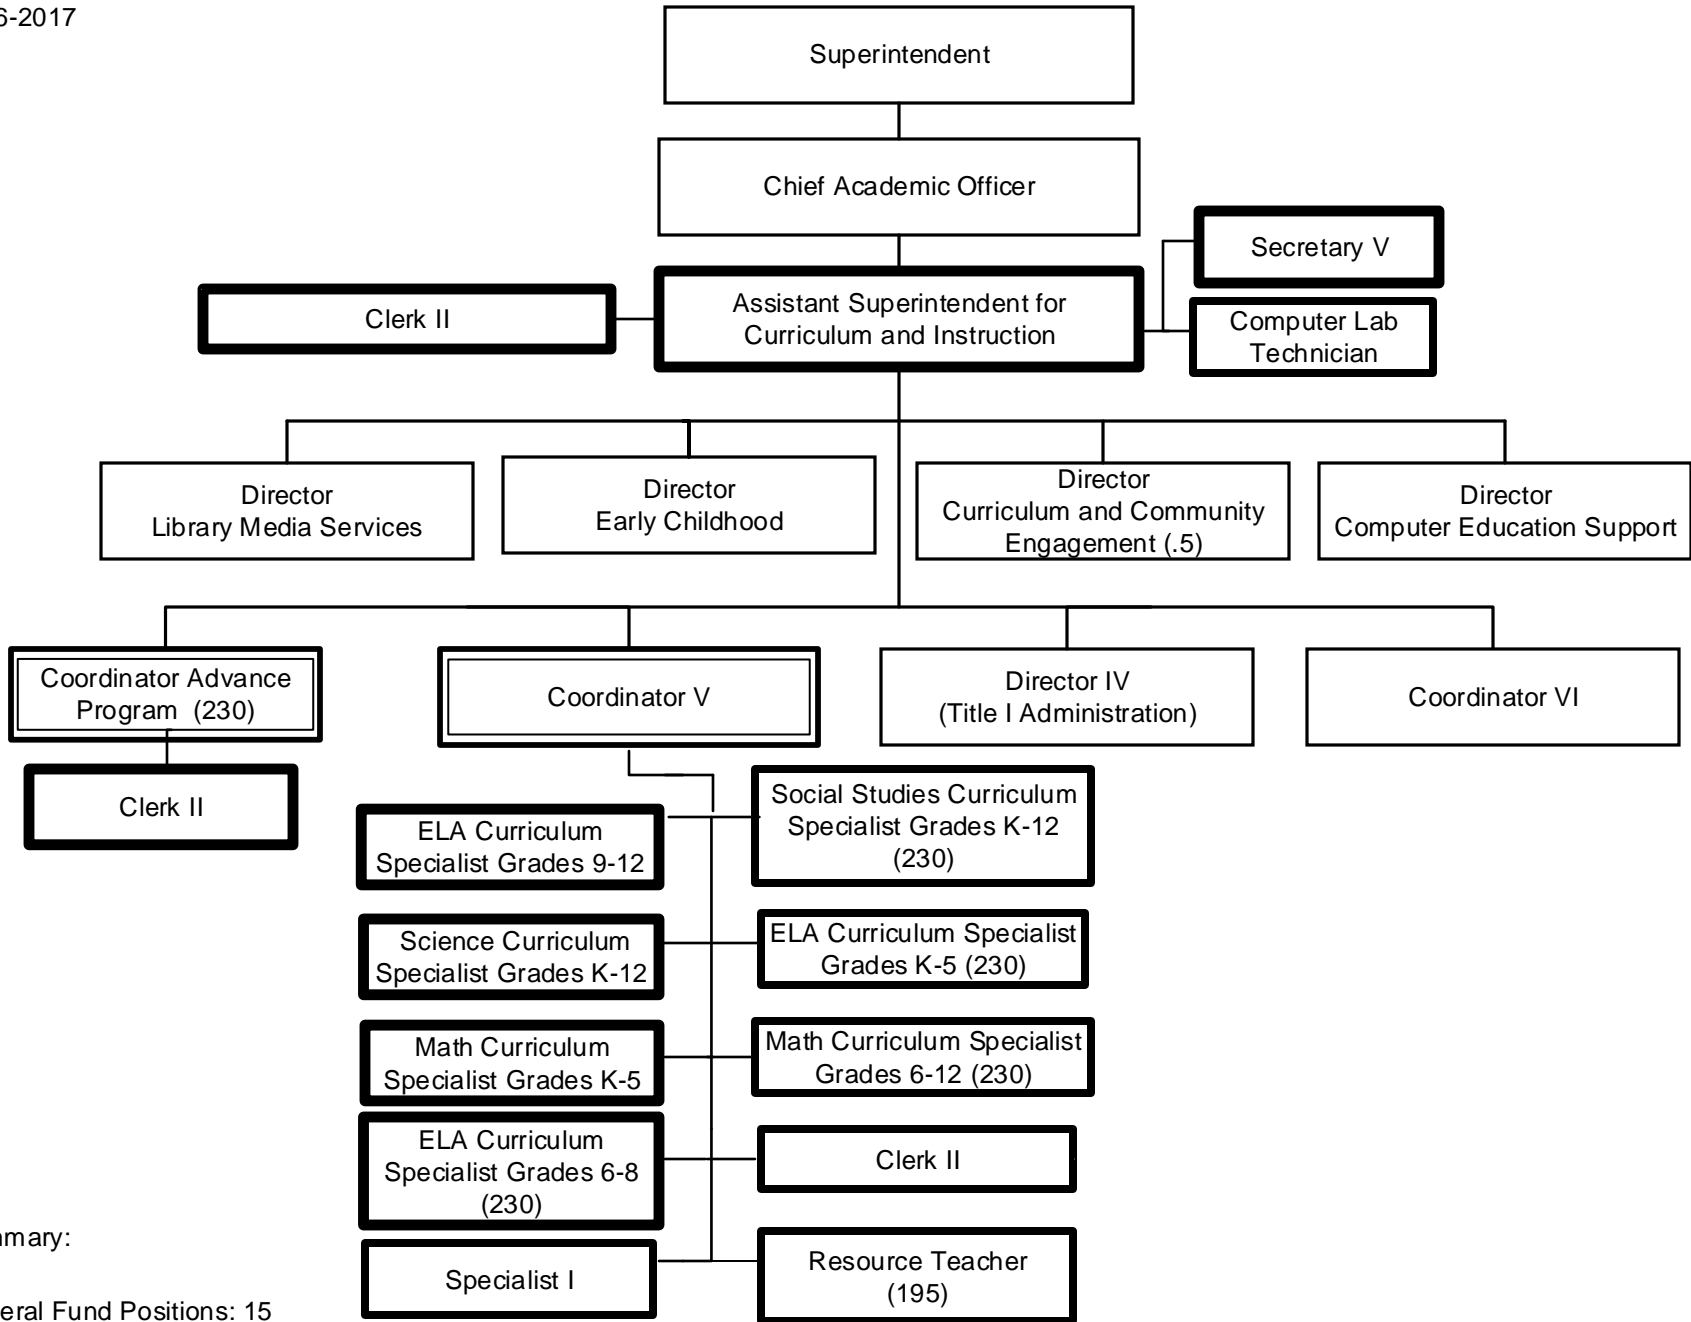 6-2017
Superintendent
Chief Academic Officer
Secretary V
Clerk II
Assistant Superintendent for
Curriculum and Instruction
Computer Lab
Technician
Director
Library Media Services
Director
Early Childhood
Director
Curriculum and Community
Engagement (.5)
Director
Computer Education Support
Coordinator Advance
Program (230)
Coordinator V
Director IV
(Title I Administration)
Coordinator VI
Clerk II
ELA Curriculum
Specialist Grades 9-12
Social Studies Curriculum
Specialist Grades K-12
(230)
Science Curriculum
Specialist Grades K-12
ELA Curriculum Specialist
Grades K-5 (230)
Math Curriculum
Specialist Grades K-5
Math Curriculum Specialist
Grades 6-12 (230)
ELA Curriculum
Specialist Grades 6-8
(230)
Clerk II
Specialist I
Resource Teacher
(195)
mary:
eral Fund Positions: 15